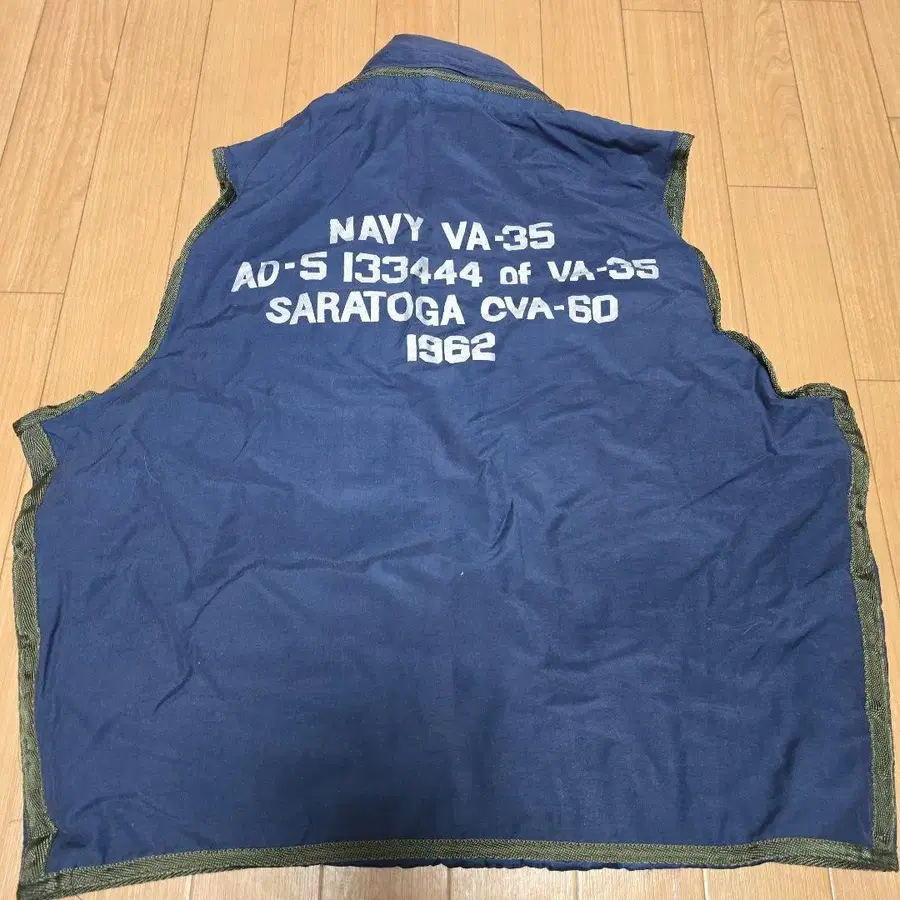 NAVY VA-35
AD-5 133444 of VA-35
SARATOGA CVA-60
1962